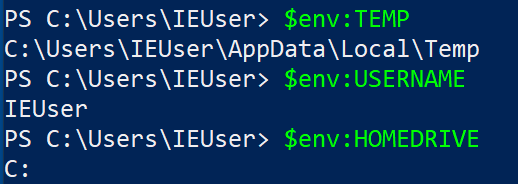 PS C:\Users\IEUser> $env:TEMP
C:\Users\IEUser\AppData\Local\Temp
PS C:\Users\IEUser> $env:USERNAME
IEUser
PS C:\Users\IEUser> $env:HOMEDRIVE
C: